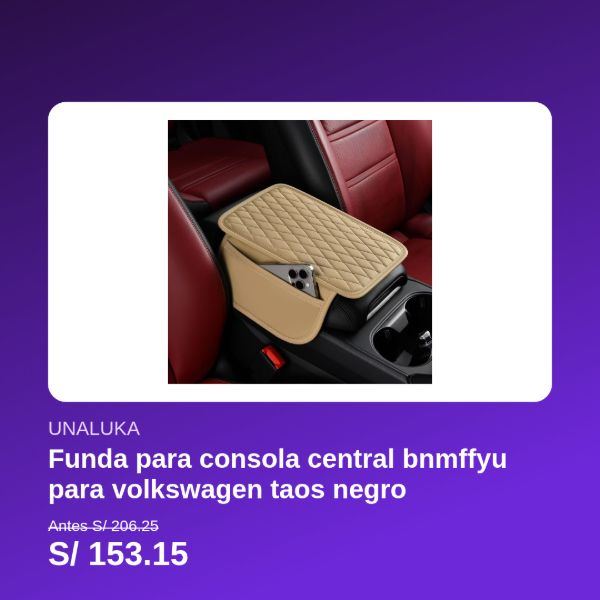 UNALUKA
Funda para consola central bnmffyu
para volkswagen taos negro
Antes S/ 206.25
S/ 153.15